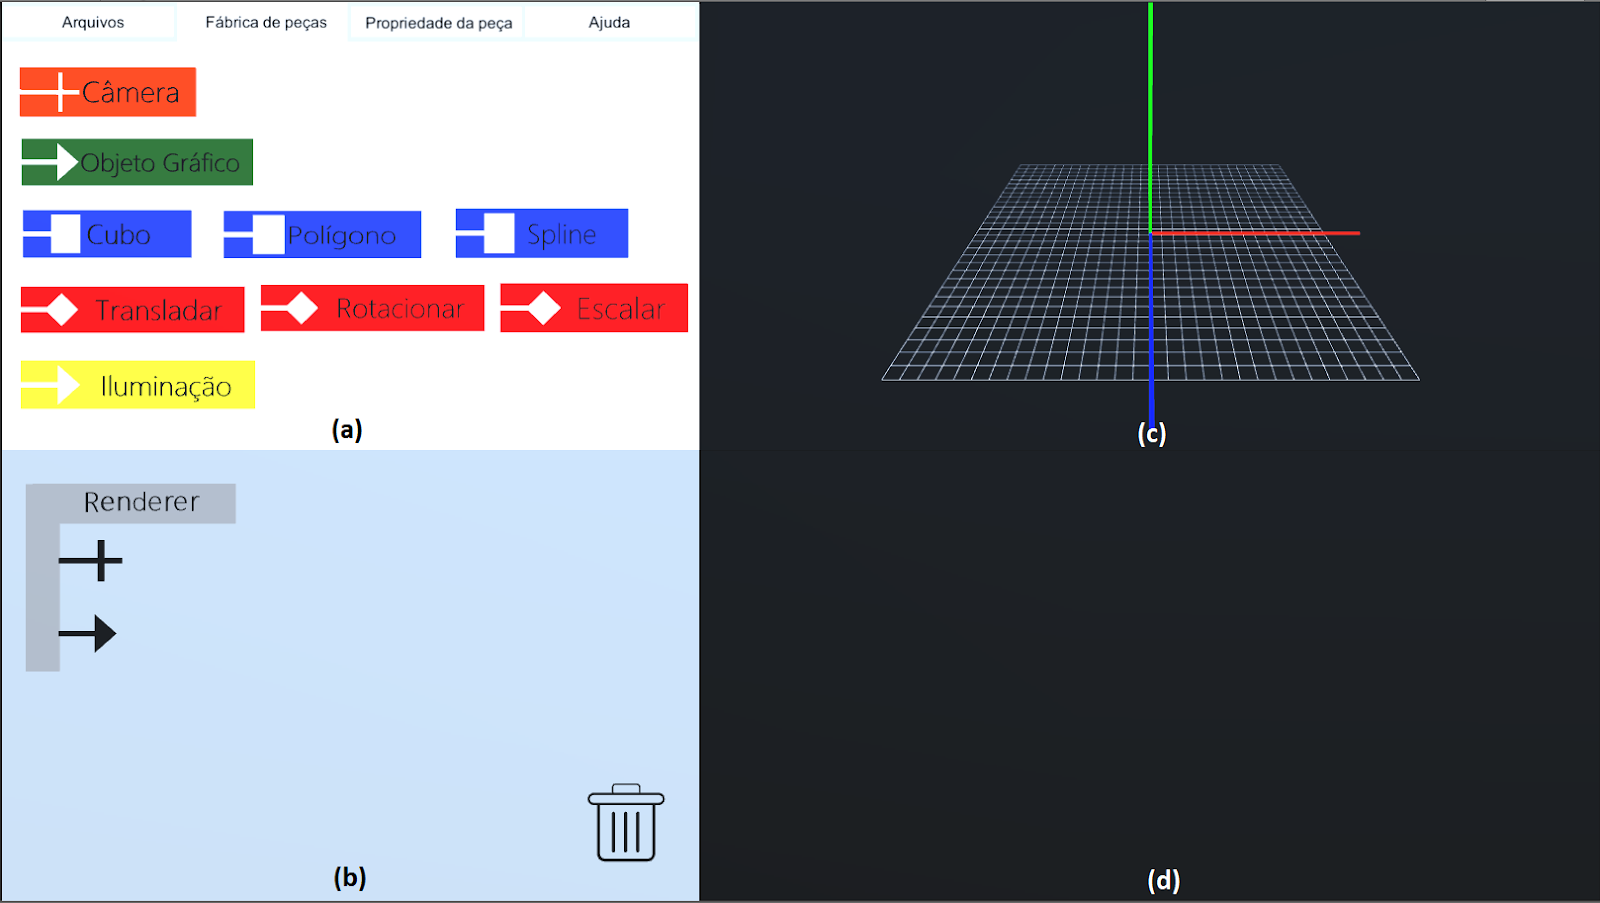 Arquivos
Fábrica de peças
Propriedade da peça
Ajuda
Câmera
Objeto Gráfico
Cubo
Polígono
Spline
Transladar
Rotacionar
Escalar
Iluminação
(a)
(c)
Renderer
(b)
(d)